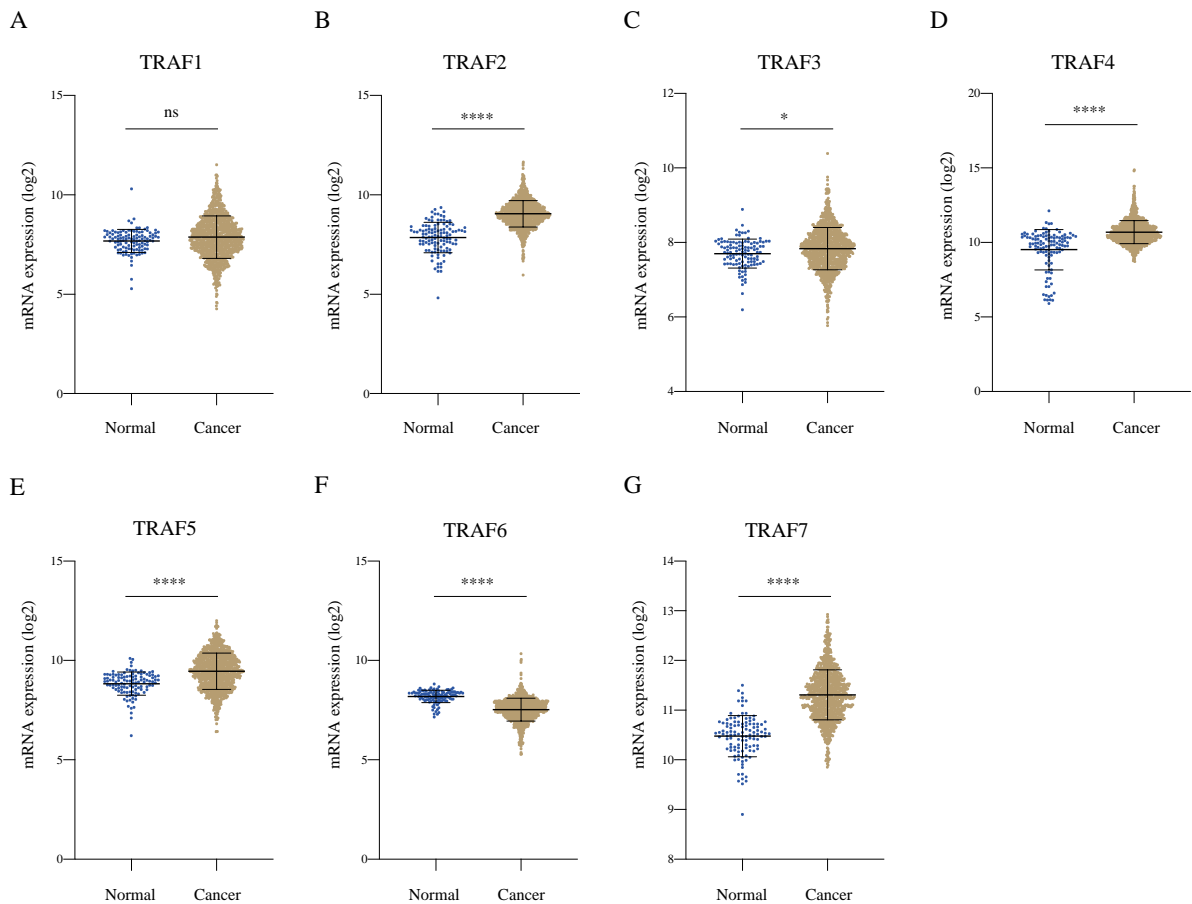 A
B
C
D
TRAF1
TRAF2
TRAF3
TRAF4
mRNA expression (log2)
15
10
5
0
ns
Normal
Cancer
mRNA expression (log2)
15
10
5
0
****
Normal
Cancer
mRNA expression (log2)
12
10
8
6
4
*
Normal
Cancer
mRNA expression (log2)
20
15
10
5
0
****
Normal
Cancer
E
F
G
TRAF5
TRAF6
TRAF7
mRNA expression (log2)
15
10
5
0
****
Normal
Cancer
mRNA expression (log2)
15
10
5
0
****
Normal
Cancer
mRNA expression (log2)
14
13
12
11
10
9
8
****
Normal
Cancer